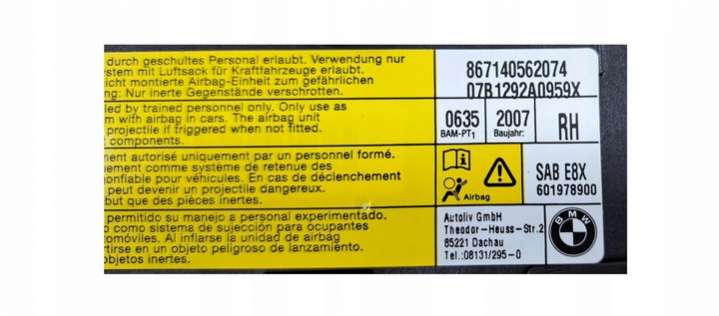 durch geschultes Personal erlaubt. Verwendung nur
stem mit Luftsack für Kraftfahrzeuge erlaubt.
icht montierte Airbag-Einheit zum gefährlichen
ng: Nur inerte Gegenstände verschrotten.
led by trained personnel only. Only use as
m with airbag in cars. The airbag unit
projectile if triggered when not fitted.
components.
ment autorisé uniquement par un personnel formé.
uement comme système de retenue des
onfiable pour véhicules. En cas de déclenchement
peut devenir un projectile dangereux.
but que des pièces inertes.
permitido su manejo a personal experimentado.
o como sistema de sujección para ocupantes
tomóviles. Al inflarse la unidad de airbag
rtirse en un objeto peligroso de lanzamiento.
objetos inertes.
867140562074
07B1292A0959X
0635 2007 RH
BAM-PT1 Baujahr:
SAB E8X
601978900
Airbag
Autoliv GmbH
Theodor-Heuss-Str.2
85221 Dachau
Tel.:08131/295-0
BMW